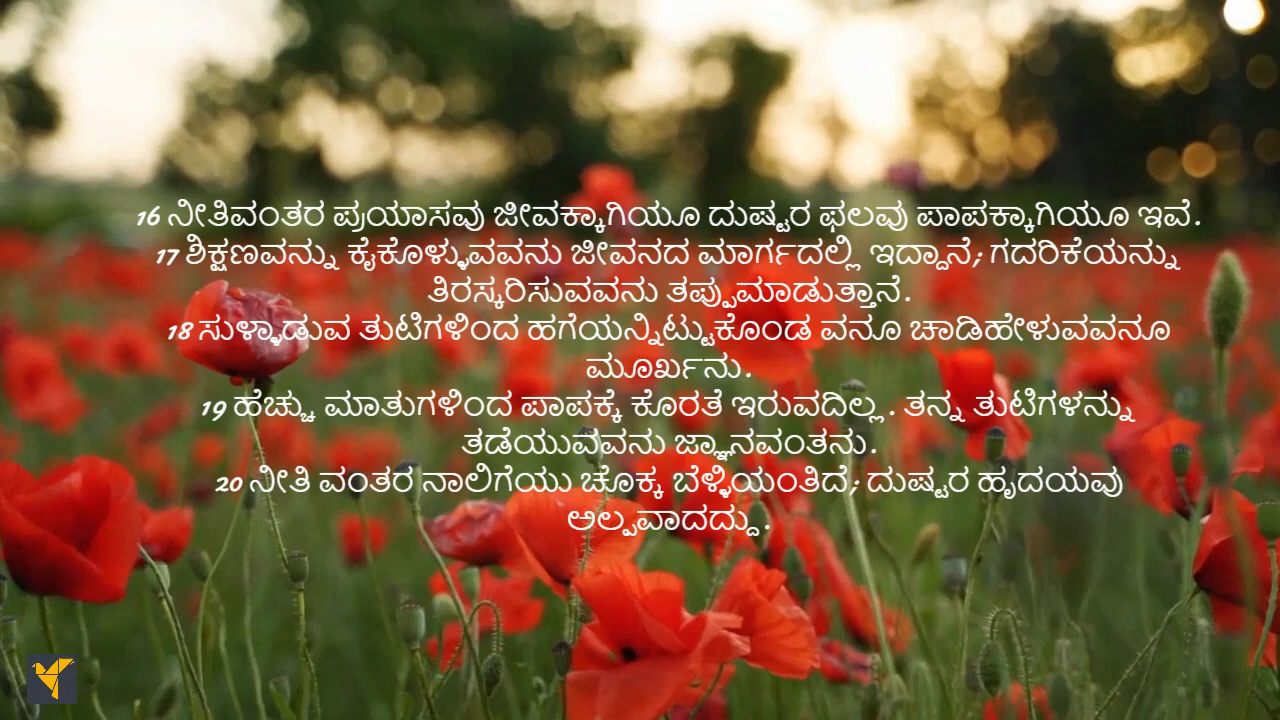 16 ನೀತಿವಂತರ ಪ್ರಯಾಸವು ಜೀವಕ್ಕಾಗಿಯೂ ದುಷ್ಟರ ಫಲವು ಪಾಪಕ್ಕಾಗಿಯೂ ಇವೆ.
17 ಶಿಕ್ಷಣವನ್ನು ಕೈಕೊಳ್ಳುವವನು ಜೀವನದ ಮಾರ್ಗದಲ್ಲಿ ಇದ್ದಾನೆ; ಗದರಿಕೆಯನ್ನು
ತಿರಸ್ಕರಿಸುವವನು ತಪ್ಪುಮಾಡುತ್ತಾನೆ.
18 ಸುಳ್ಳಾಡುವ ತುಟಿಗಳಿಂದ ಹಗೆಯನ್ನಿಟ್ಟುಕೊಂಡ ವನೂ ಚಾಡಿಹೇಳುವವನೂ
ಮೂರ್ಖನು.
19 ಹೆಚ್ಚು ಮಾತುಗಳಿಂದ ಪಾಪಕ್ಕೆ ಕೊರತೆ ಇರುವದಿಲ್ಲ. ತನ್ನ ತುಟಿಗಳನ್ನು
ತಡೆಯುವವನು ಜ್ಞಾನವಂತನು.
20 ನೀತಿ ವಂತರ ನಾಲಿಗೆಯು ಚೊಕ್ಕ ಬೆಳ್ಳಿಯಂತಿದೆ; ದುಷ್ಟರ ಹೃದಯವು
ಅಲ್ಪವಾದದ್ದು.